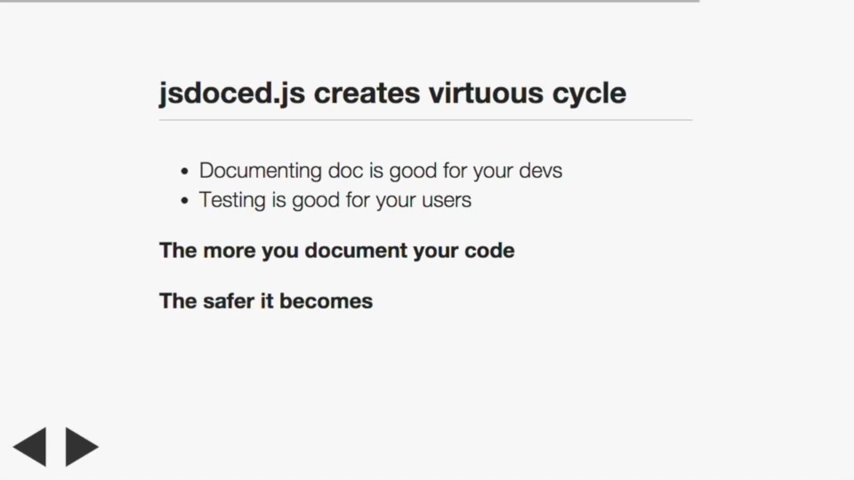 jsdoced.js creates virtuous cycle
Documenting doc is good for your devs
Testing is good for your users
The more you document your code
The safer it becomes